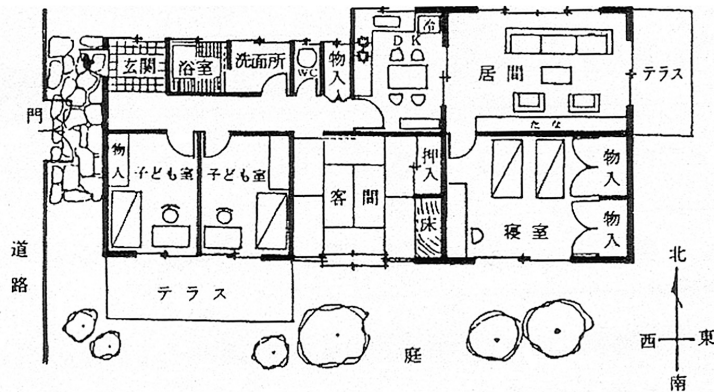 玄関
浴室
洗面所
WC
物入
冷
DK
居間
テラス
たな
門
物入
子ども室
子ども室
客間
押入
床
寝室
物入
物入
道路
テラス
庭
北
西
東
南